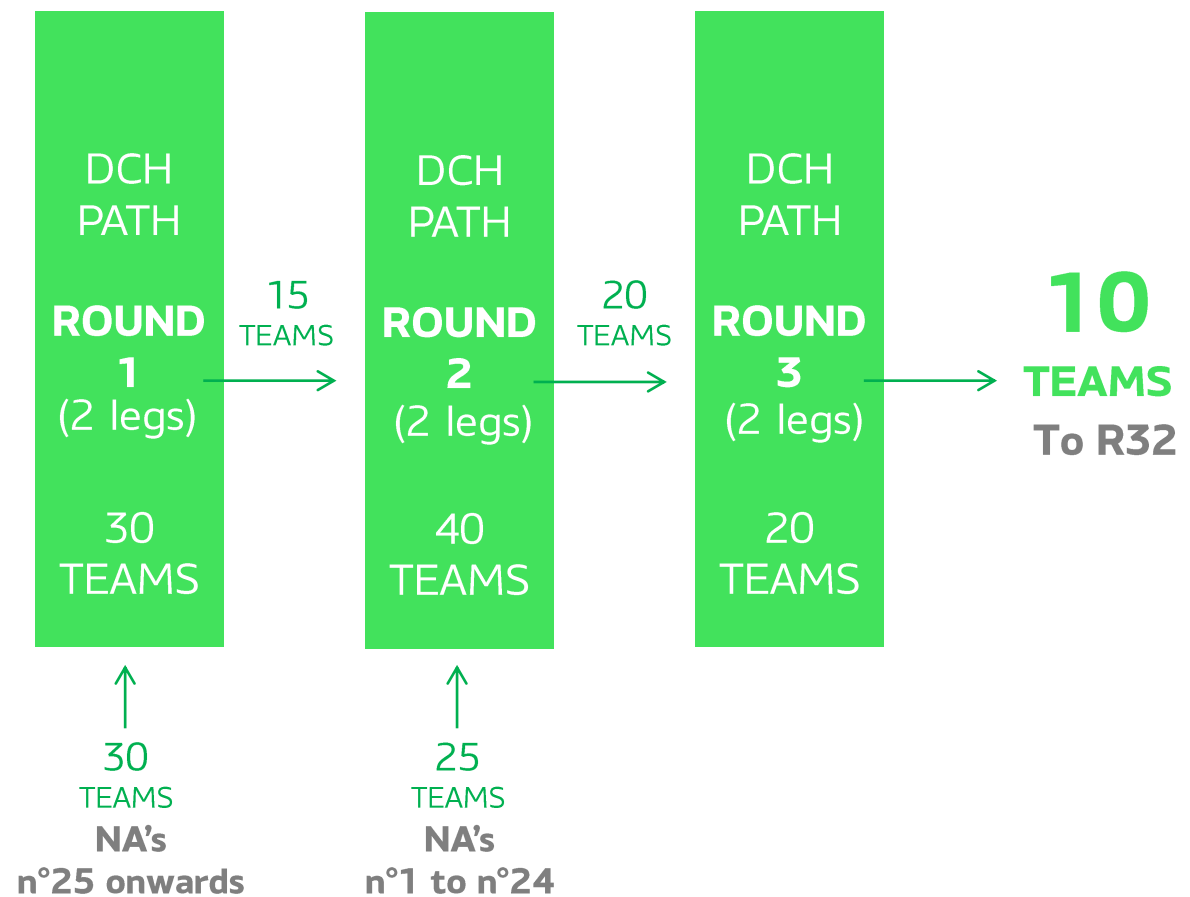 DCH
PATH
ROUND
1
(2 legs)
30
TEAMS
15
TEAMS
DCH
PATH
ROUND
2
(2 legs)
40
TEAMS
20
TEAMS
DCH
PATH
ROUND
3
(2 legs)
20
TEAMS
10
TEAMS
To R32
30
TEAMS
NA’s
n°25 onwards
25
TEAMS
NA’s
n°1 to n°24